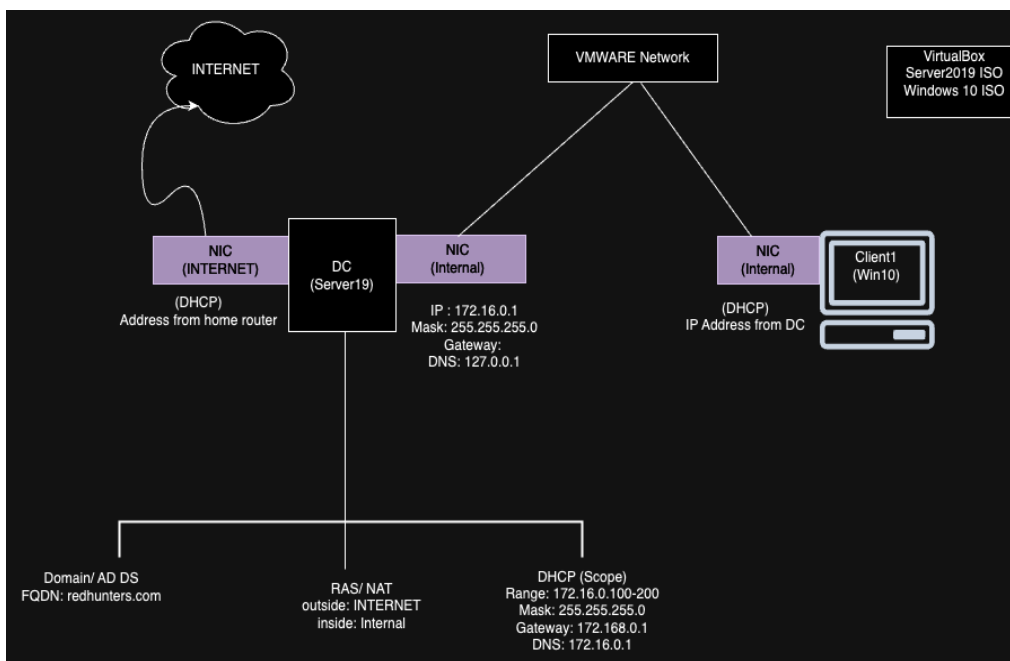 INTERNET
VMWARE Network
VirtualBox
Server2019 ISO
Windows 10 ISO
NIC
(INTERNET)
DC
(Server19)
NIC
(Internal)
NIC
(Internal)
Client1
(Win10)
(DHCP)
Address from home router
IP : 172.16.0.1
Mask: 255.255.255.0
Gateway:
DNS: 127.0.0.1
(DHCP)
IP Address from DC
Domain/ AD DS
FQDN: redhunters.com
RAS/ NAT
outside: INTERNET
inside: Internal
DHCP (Scope)
Range: 172.16.0.100-200
Mask: 255.255.255.0
Gateway: 172.168.0.1
DNS: 172.16.0.1